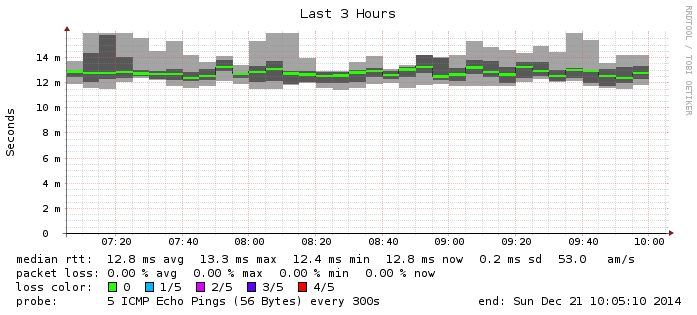 Last 3 Hours
RRDTOOL / TOBI OETIKER
Seconds
14 m
12 m
10 m
8 m
6 m
4 m
2 m
0
07:20 07:40 08:00 08:20 08:40 09:00 09:20 09:40 10:00
median rtt: 12.8 ms avg 13.3 ms max 12.4 ms min 12.8 ms now 0.2 ms sd 53.0 am/s
packet loss: 0.00 % avg 0.00 % max 0.00 % min 0.00 % now
loss color: 0 1/5 2/5 3/5 4/5
probe: 5 ICMP Echo Pings (56 Bytes) every 300s end: Sun Dec 21 10:05:10 2014